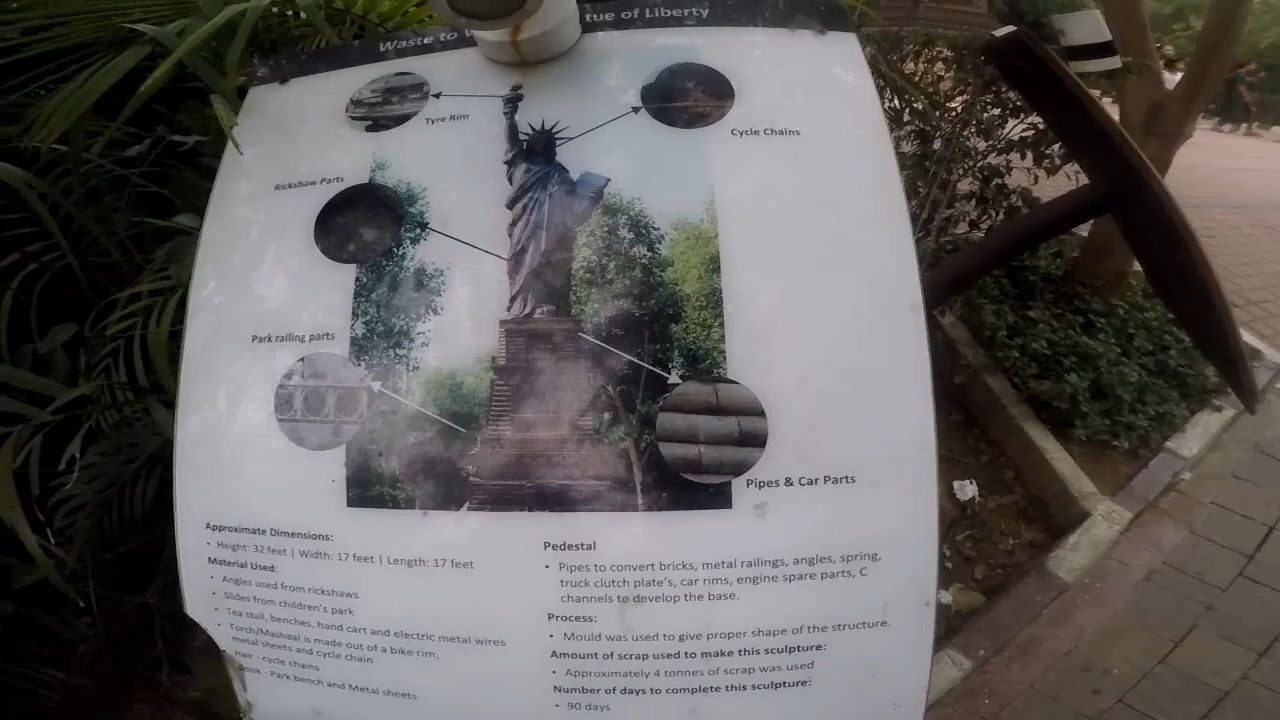 Waste to
tue of Liberty
Tyre Rim
Cycle Chains
Rickshaw Parts
Park railing parts
Pipes & Car Parts
Approximate Dimensions:
• Height: 32 feet | Width: 17 feet | Length: 17 feet
Material Used:
• Angles used from rickshaws
• Slides from children's park
• Tea stall, benches, hand cart and electric metal wires
• Torch/Mashaal is made out of a bike rim,
metal sheets and cycle chain
Hair - cycle chains
Book - Park bench and Metal sheets
Pedestal
• Pipes to convert bricks, metal railings, angles, spring,
truck clutch plate's, car rims, engine spare parts, C
channels to develop the base.
Process:
• Mould was used to give proper shape of the structure.
Amount of scrap used to make this sculpture:
• Approximately 4 tonnes of scrap was used
Number of days to complete this sculpture:
• 90 days